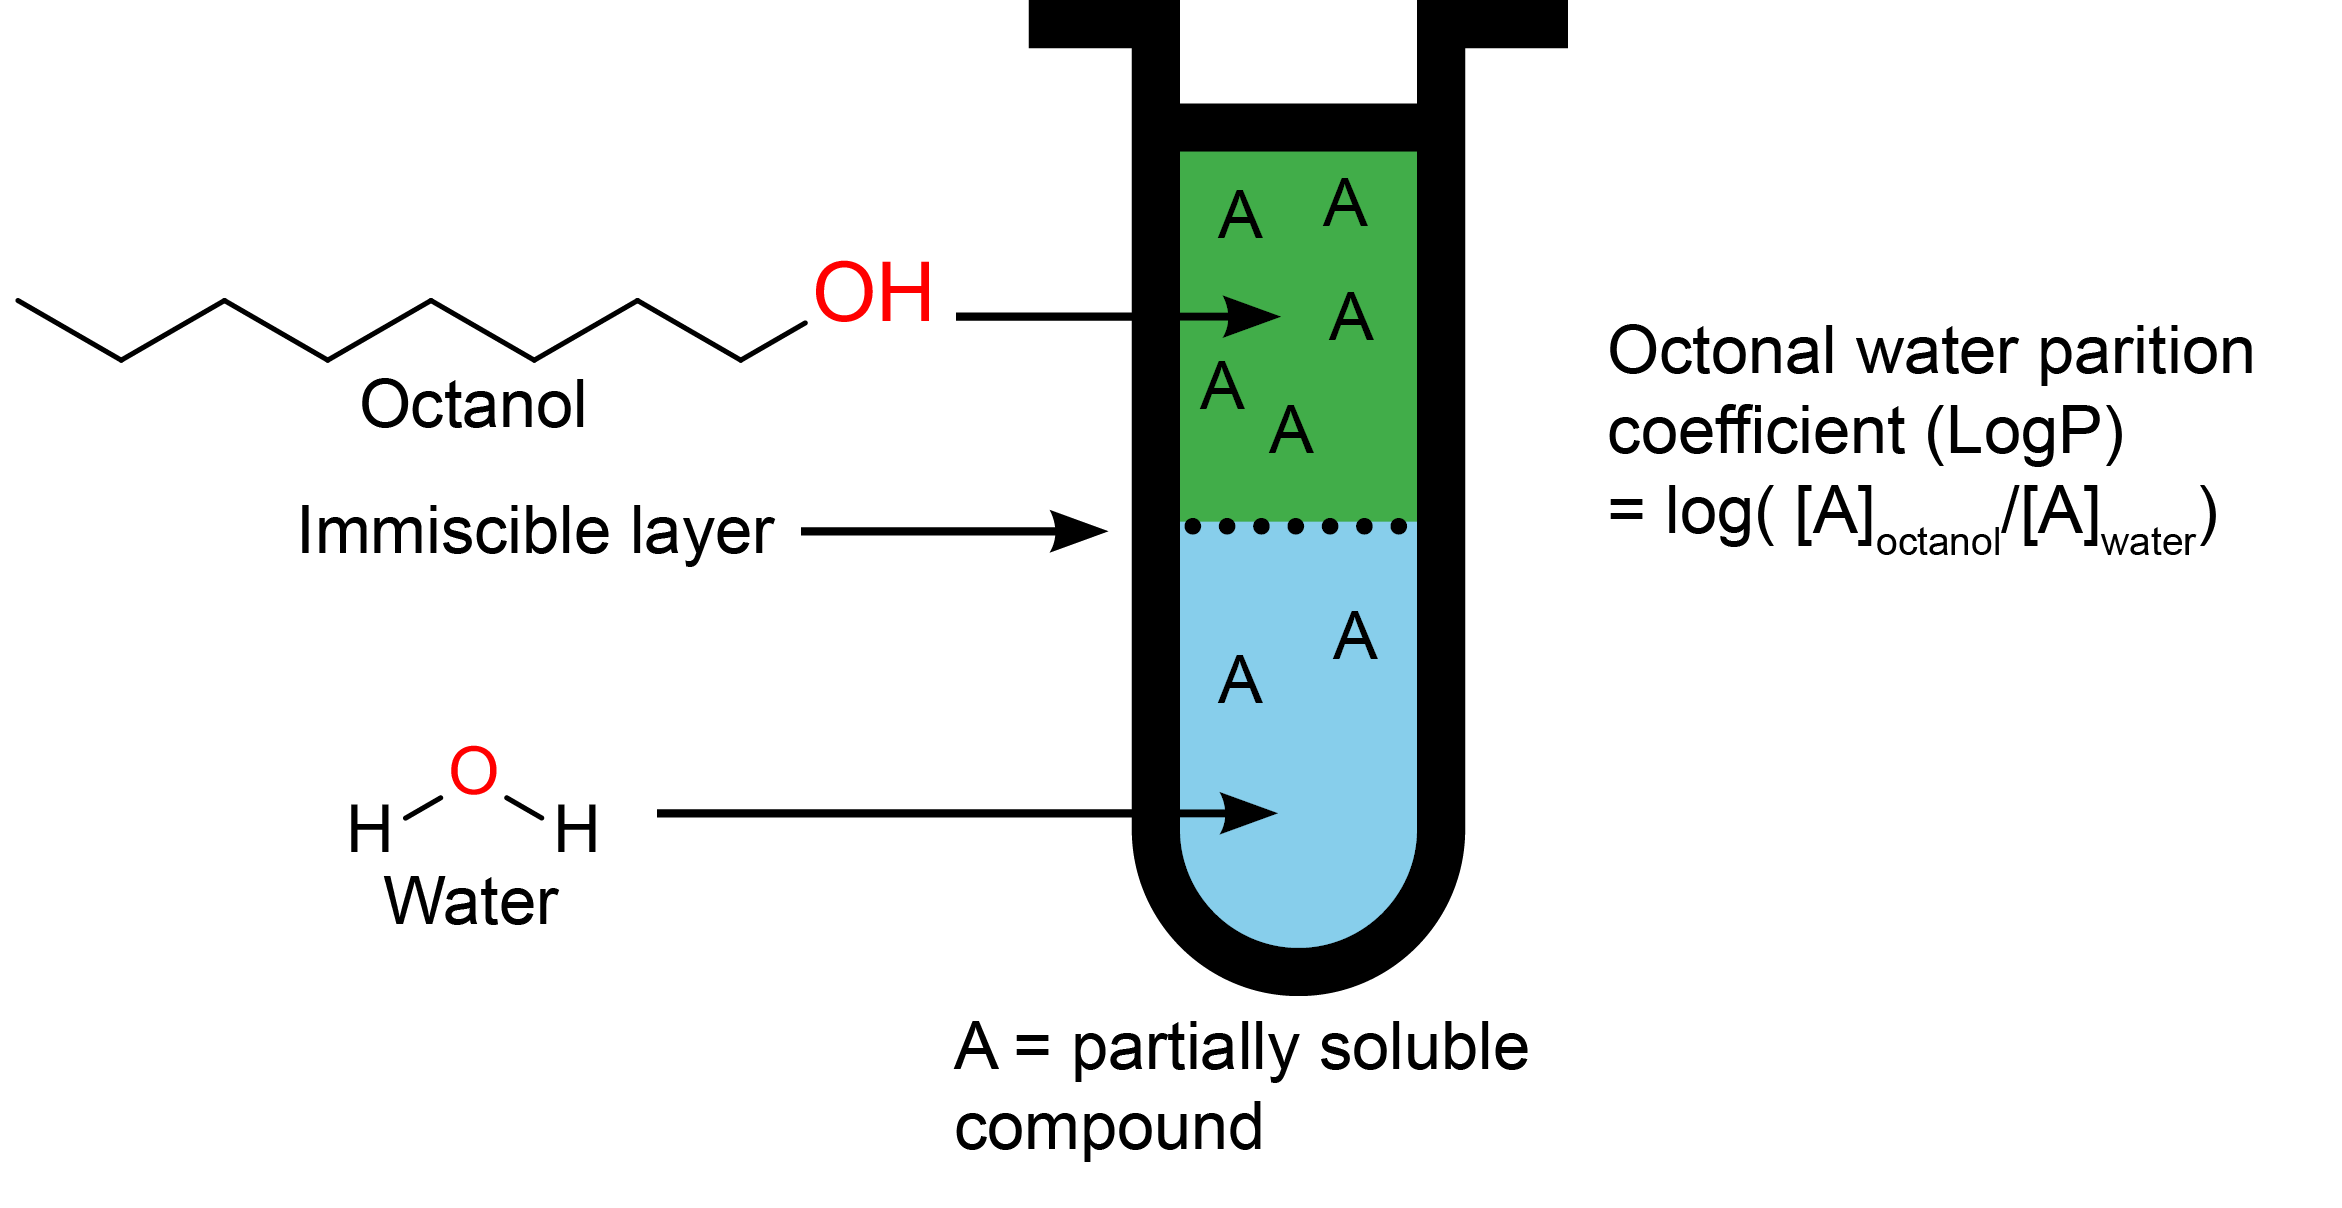 A A
OH
A
A
Octanol
A
Octonal water parition
coefficient (LogP)
= log( [A]octanol/[A]water)
Immiscible layer
A
A
O
H H
Water
A = partially soluble
compound